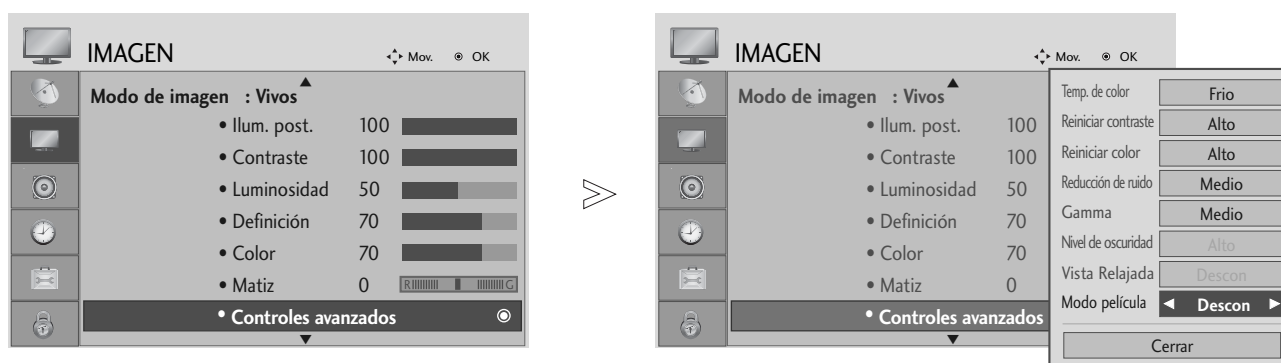 IMAGEN Mov. OK
Modo de imagen : Vivos
• Ilum. post. 100
• Contraste 100
• Luminosidad 50
• Definición 70
• Color 70
• Matiz 0 R G
• Controles avanzados
IMAGEN Mov. OK
Modo de imagen : Vivos
• Ilum. post. 100
• Contraste 100
• Luminosidad 50
• Definición 70
• Color 70
• Matiz 0
• Controles avanzados
Temp. de color Frio
Reiniciar contraste Alto
Reiniciar color Alto
Reducción de ruido Medio
Gamma Medio
Nivel de oscuridad Alto
Vista Relajada Descon
Modo película ◄ Descon ►
Cerrar